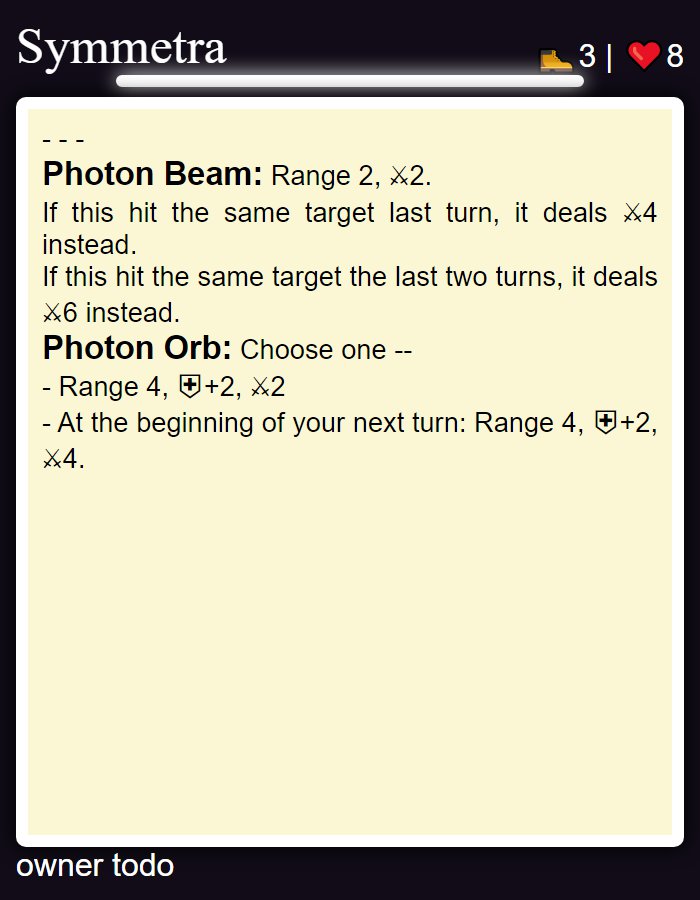 Symmetra
🥾3 | ❤️8
- - -
Photon Beam: Range 2, ⚔2.
If this hit the same target last turn, it deals ⚔4
instead.
If this hit the same target the last two turns, it deals
⚔6 instead.
Photon Orb: Choose one --
- Range 4, ⛨+2, ⚔2
- At the beginning of your next turn: Range 4, ⛨+2,
⚔4.
owner todo